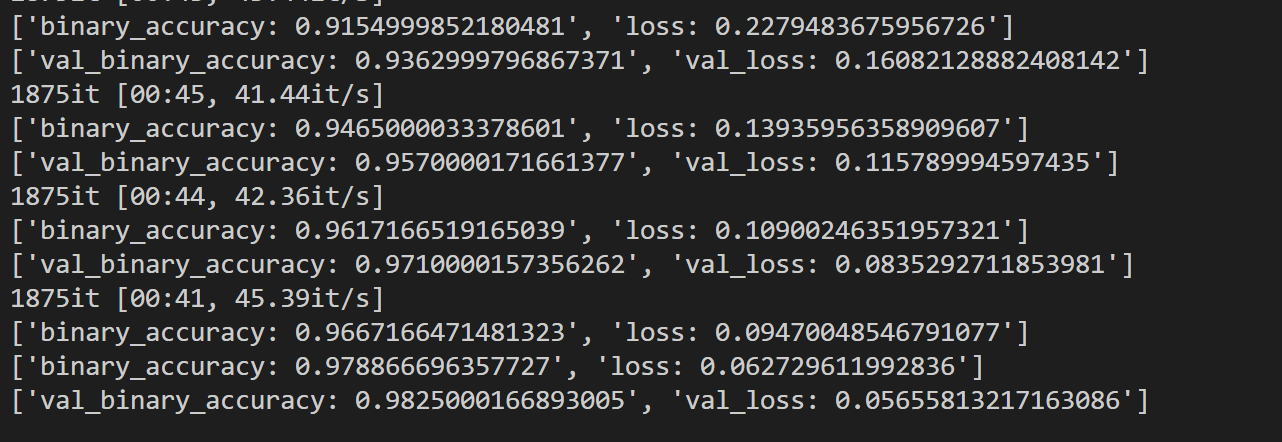 ['binary_accuracy: 0.9154999852180481', 'loss: 0.2279483675956726']
['val_binary_accuracy: 0.9362999796867371', 'val_loss: 0.16082128882408142']
1875it [00:45, 41.44it/s]
['binary_accuracy: 0.9465000033378601', 'loss: 0.13935956358909607']
['val_binary_accuracy: 0.9570000171661377', 'val_loss: 0.115789994597435']
1875it [00:44, 42.36it/s]
['binary_accuracy: 0.9617166519165039', 'loss: 0.10900246351957321']
['val_binary_accuracy: 0.9710000157356262', 'val_loss: 0.0835292711853981']
1875it [00:41, 45.39it/s]
['binary_accuracy: 0.9667166471481323', 'loss: 0.09470048546791077']
['binary_accuracy: 0.978866696357727', 'loss: 0.062729611992836']
['val_binary_accuracy: 0.9825000166893005', 'val_loss: 0.05655813217163086']